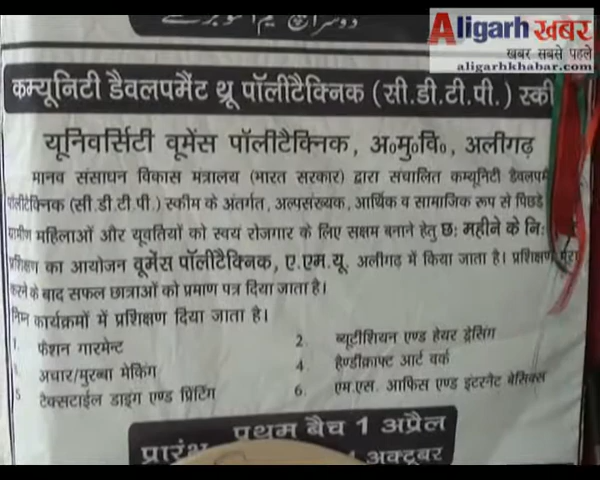 Aligarh खबर
खबर सबसे पहले
aligarhkhabar.com
कम्यूनिटी डैवलपमैंट थ्रू पॉलीटैक्निक (सी.डी.टी.पी.) स्की
यूनिवर्सिटी वूमेंस पॉलीटैक्निक, अ०मु०वि०, अलीगढ़
मानव संसाधन विकास मंत्रालय (भारत सरकार) द्वारा संचालित कम्यूनिटी डैवलपमै
पॉलीटैक्निक (सी.डी.टी.पी.) स्कीम के अंतर्गत, अल्पसंख्यक, आर्थिक व सामाजिक रूप से पिछड़े
ग्रामीण महिलाओं और यूवतियों को स्वयं रोजगार के लिए सक्षम बनाने हेतु छः महीने के निः
प्रशिक्षण का आयोजन वूमेंस पॉलीटैक्निक, ए.एम.यू. अलीगढ़ में किया जाता है। प्रशिक्षण पूरा
करने के बाद सफल छात्राओं को प्रमाण पत्र दिया जाता है।
निम्न कार्यक्रमों में प्रशिक्षण दिया जाता है।
1. फैशन गारमेन्ट
2. ब्यूटीशियन एण्ड हेयर ड्रेसिंग
अचार/मुरब्बा मेकिंग
4. हैण्डीक्राफ्ट आर्ट वर्क
5. टैक्सटाईल डाइंग एण्ड प्रिंटिंग
6. एम.एस. आफिस एण्ड इंटरनेट बेसिक्स
प्रथम बैच 1 अप्रैल
प्रारंभ
1 अक्टूबर